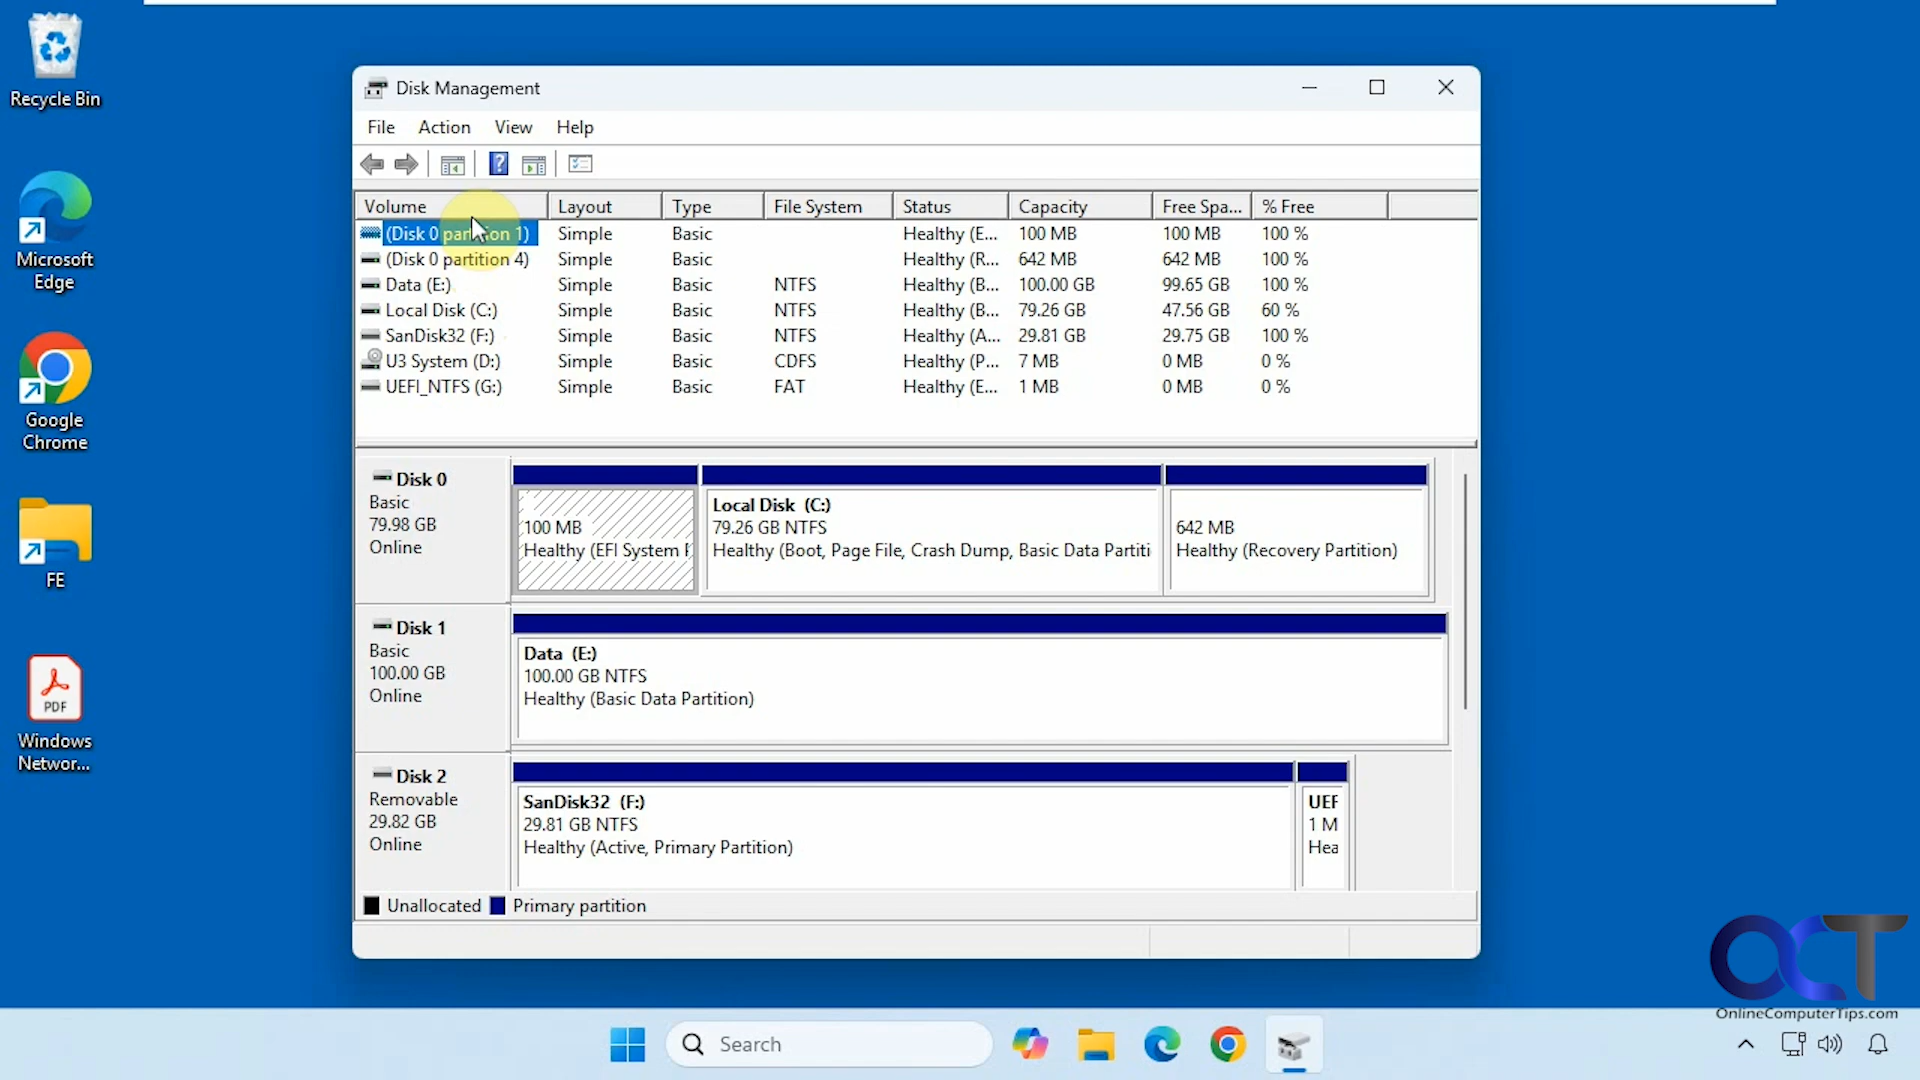 Recycle Bin
Microsoft
Edge
Google
Chrome
FE
PDF
Windows
Networ...
Disk Management
File Action View Help
?
Volume Layout Type File System Status Capacity Free Spa... % Free
(Disk 0 partition 1) Simple Basic Healthy (E... 100 MB 100 MB 100 %
(Disk 0 partition 4) Simple Basic Healthy (R... 642 MB 642 MB 100 %
Data (E:) Simple Basic NTFS Healthy (B... 100.00 GB 99.65 GB 100 %
Local Disk (C:) Simple Basic NTFS Healthy (B... 79.26 GB 47.56 GB 60 %
SanDisk32 (F:) Simple Basic NTFS Healthy (A... 29.81 GB 29.75 GB 100 %
U3 System (D:) Simple Basic CDFS Healthy (P... 7 MB 0 MB 0 %
UEFI_NTFS (G:) Simple Basic FAT Healthy (E... 1 MB 0 MB 0 %
Disk 0
Basic
79.98 GB
Online
100 MB
Healthy (EFI System
Local Disk (C:)
79.26 GB NTFS
Healthy (Boot, Page File, Crash Dump, Basic Data Partiti
642 MB
Healthy (Recovery Partition)
Disk 1
Basic
100.00 GB
Online
Data (E:)
100.00 GB NTFS
Healthy (Basic Data Partition)
Disk 2
Removable
29.82 GB
Online
SanDisk32 (F:)
29.81 GB NTFS
Healthy (Active, Primary Partition)
UEF
1 M
Hea
Unallocated Primary partition
OCT
OnlineComputerTips.com
Search